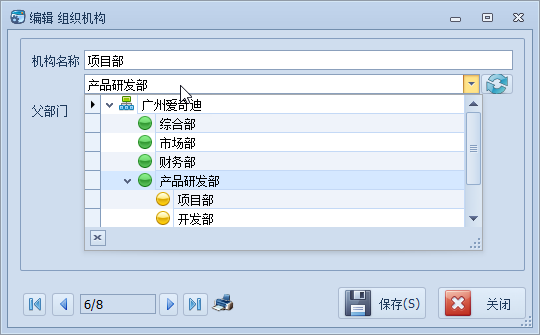 编辑 组织机构
机构名称 项目部
产品研发部
父部门
广州爱奇迪
综合部
市场部
财务部
产品研发部
项目部
开发部
6/8
保存(S)
关闭